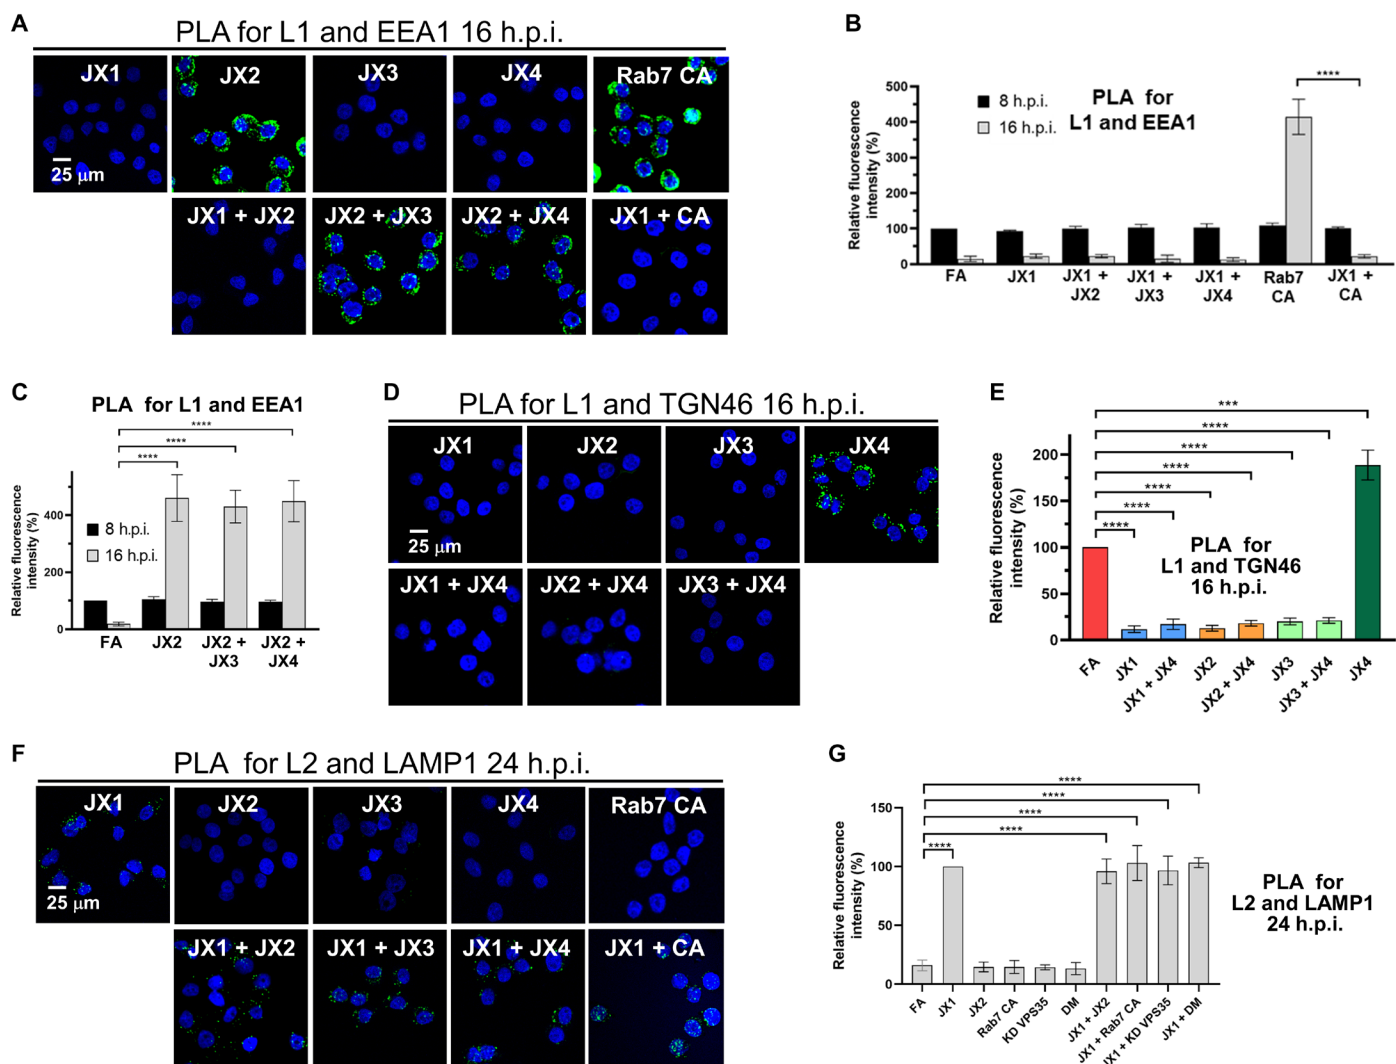 A
PLA for L1 and EEA1 16 h.p.i.
JX1
JX2
JX3
JX4
Rab7 CA
25 μm
JX1 + JX2
JX2 + JX3
JX2 + JX4
JX1 + CA
B
PLA for
L1 and EEA1
8 h.p.i.
16 h.p.i.
****
Relative fluorescence
intensity (%)
500
400
300
200
100
0
FA
JX1
JX1 +
JX2
JX1 +
JX3
JX1 +
JX4
Rab7
CA
JX1 +
CA
C
PLA for L1 and EEA1
****
****
****
Relative fluorescence
intensity (%)
400
200
0
8 h.p.i.
16 h.p.i.
FA
JX2
JX2 +
JX3
JX2 +
JX4
D
PLA for L1 and TGN46 16 h.p.i.
JX1
JX2
JX3
JX4
25 μm
JX1 + JX4
JX2 + JX4
JX3 + JX4
E
***
****
****
****
****
****
****
PLA for
L1 and TGN46
16 h.p.i.
Relative fluorescence
intensity (%)
200
150
100
50
0
FA
JX1
JX1 + JX4
JX2
JX2 + JX4
JX3
JX3 + JX4
JX4
F
PLA for L2 and LAMP1 24 h.p.i.
JX1
JX2
JX3
JX4
Rab7 CA
25 μm
JX1 + JX2
JX1 + JX3
JX1 + JX4
JX1 + CA
G
****
****
****
****
****
Relative fluorescence
intensity (%)
150
100
50
0
FA
JX1
JX2
Rab7 CA
KD VPS35
DM
JX1 + JX2
JX1 + Rab7 CA
JX1 + KD VPS35
JX1 + DM
PLA for
L2 and LAMP1
24 h.p.i.